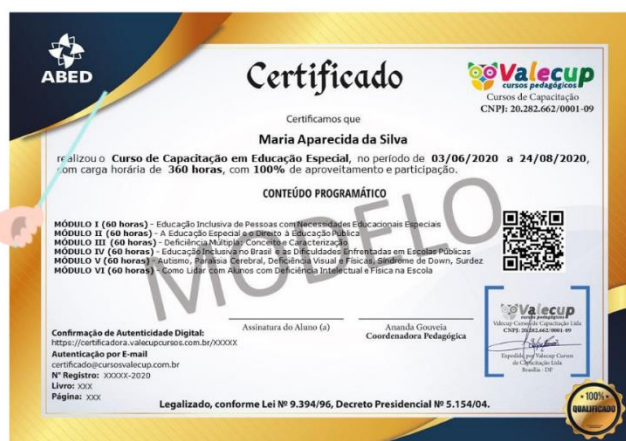 ABED
Certificado
Valecup
cursos pedagógicos
Cursos de Capacitação
CNPJ: 20.282.662/0001-09
Certificamos que
Maria Aparecida da Silva
realizou o Curso de Capacitação em Educação Especial, no período de 03/06/2020 a 24/08/2020,
com carga horária de 360 horas, com 100% de aproveitamento e participação.
CONTEÚDO PROGRAMÁTICO
MÓDULO I (60 horas) - Educação Inclusiva de Pessoas com Necessidades Educacionais Especiais
MÓDULO II (60 horas) - A Educação Especial e o Direito à Educação Pública
MÓDULO III (60 horas) - Deficiência Múltipla: Conceito e Caracterização
MÓDULO IV (60 horas) - Educação Inclusiva no Brasil e as Dificuldades Enfrentadas em Escolas Públicas
MÓDULO V (60 horas) - Autismo, Paralisia Cerebral, Deficiência Visual e Físicas, Síndrome de Down, Surdez
MÓDULO VI (60 horas) - Como Lidar com Alunos com Deficiência Intelectual e Física na Escola
MODELO
Assinatura do Aluno (a)
Ananda Gouveia
Coordenadora Pedagógica
Valecup
cursos pedagógicos
Valecup Cursos de Capacitação Ltda
CNPJ: 20.282.662/0001-09
Expedido por Valecup Cursos
de Capacitação Ltda
Brasília - DF
Confirmação de Autenticidade Digital:
https://certificadora.valecupcursos.com.br/XXXXX
Autenticação por E-mail
certificado@cursosvalecup.com.br
N° Registro: XXXXX-2020
Livro: XXX
Página: XXX
Legalizado, conforme Lei Nº 9.394/96, Decreto Presidencial Nº 5.154/04.
100%
QUALIFICADO